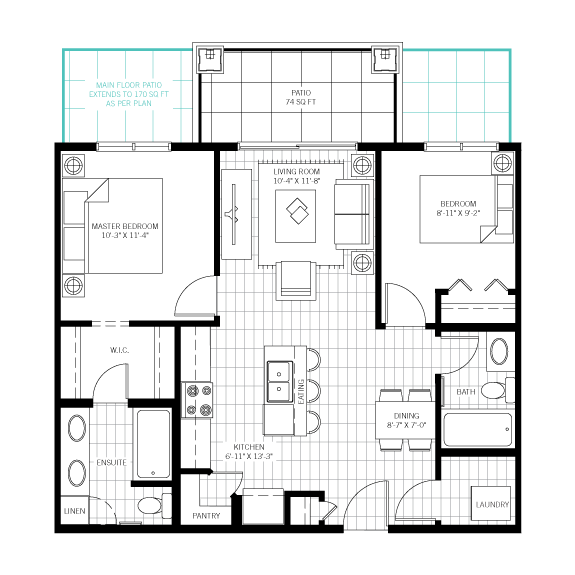 MAIN FLOOR PATIO
EXTENDS TO 170 SQ FT
AS PER PLAN
PATIO
74 SQ FT
LIVING ROOM
10'-4" X 11'-8"
MASTER BEDROOM
10'-3" X 11'-4"
BEDROOM
8'-11" X 9'-2"
W.I.C.
EATING
BATH
DINING
8'-7" X 7'-0"
KITCHEN
6'-11" X 13'-3"
ENSUITE
LINEN
PANTRY
LAUNDRY